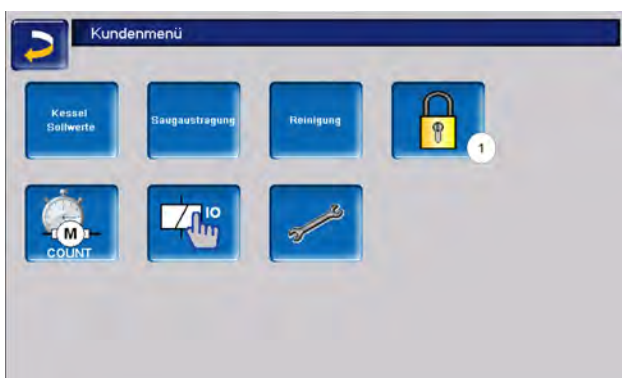 Kundenmenü
Kessel
Sollwerte
Saugaustragung
Reinigung
1
M
COUNT
IO